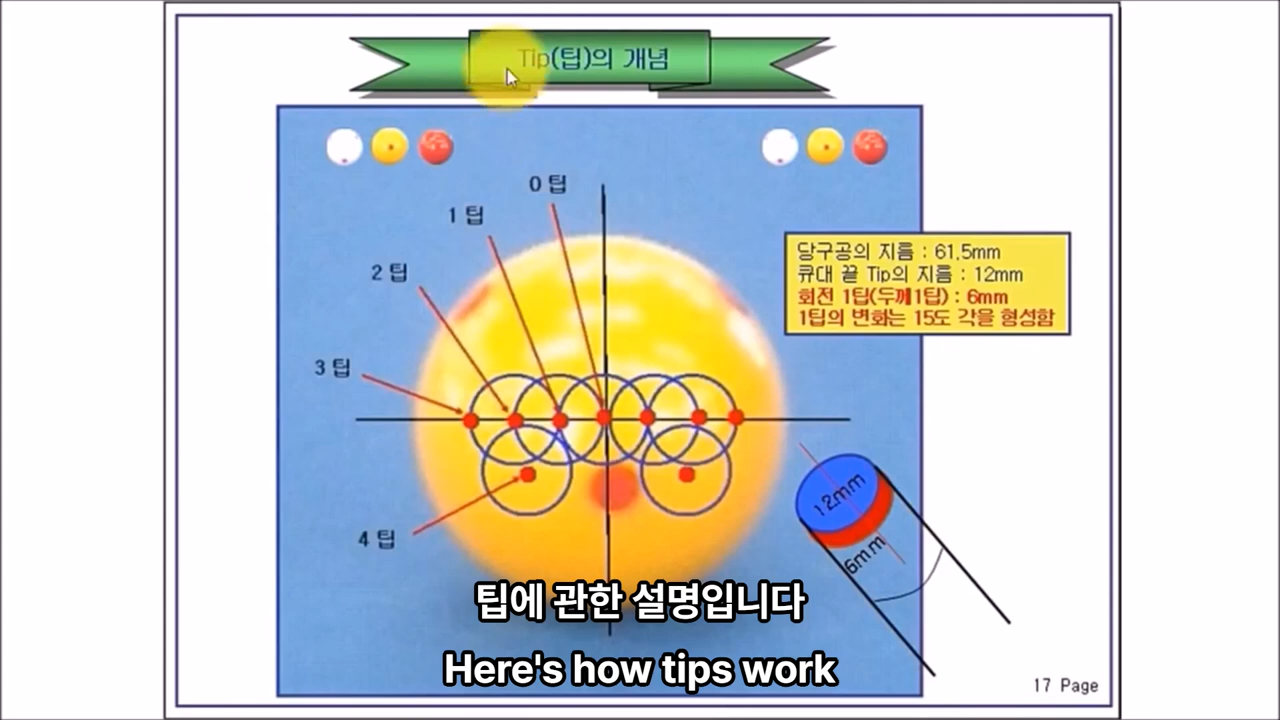 Tip(팁)의 개념
0 팁
1 팁
2 팁
3 팁
4 팁
당구공의 지름 : 61.5mm
큐대 끝 Tip의 지름 : 12mm
회전 1팁(두께1팁) : 6mm
1팁의 변화는 15도 각을 형성함
12mm
6mm
팁에 관한 설명입니다
Here's how tips work
17 Page